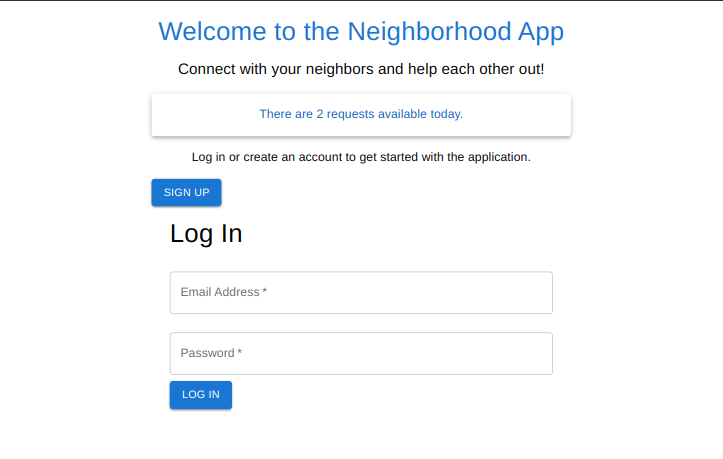 Welcome to the Neighborhood App
Connect with your neighbors and help each other out!
There are 2 requests available today.
Log in or create an account to get started with the application.
SIGN UP
Log In
Email Address *
Password *
LOG IN